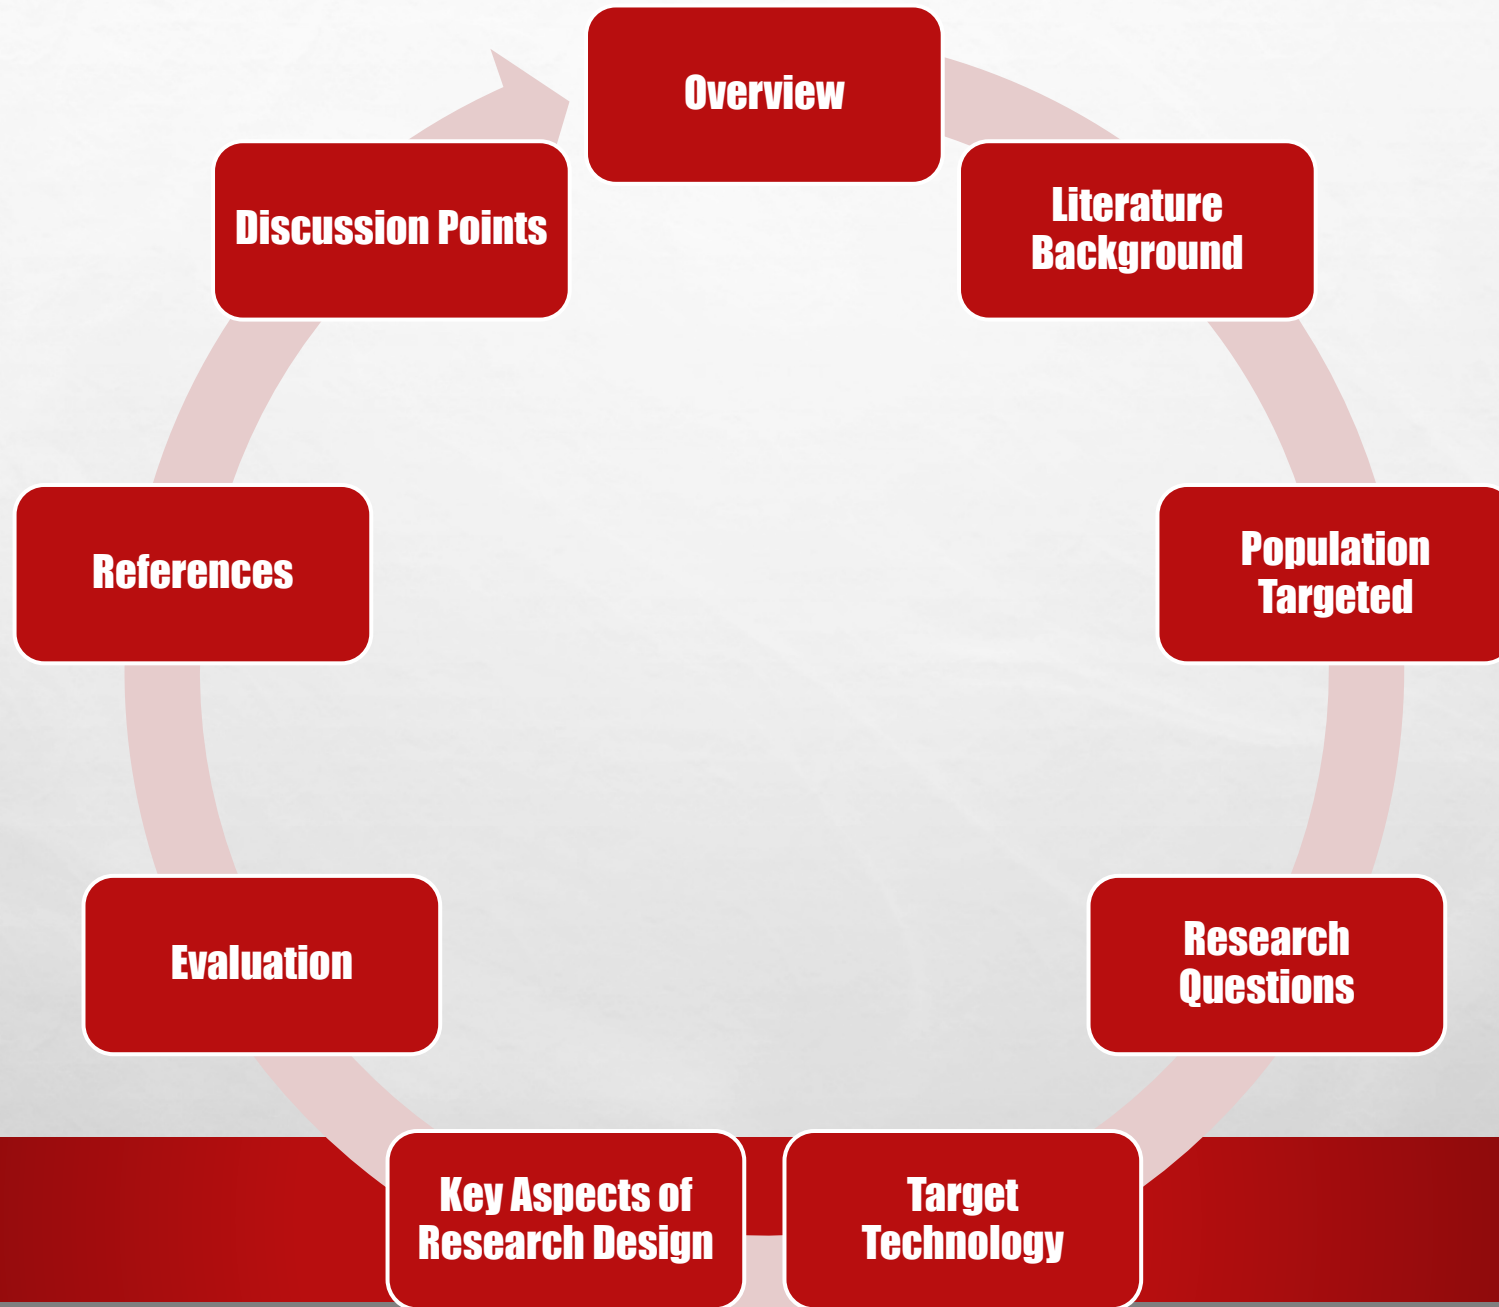 Overview
Literature
Background
Population
Targeted
Research
Questions
Target
Technology
Key Aspects of
Research Design
Evaluation
References
Discussion Points